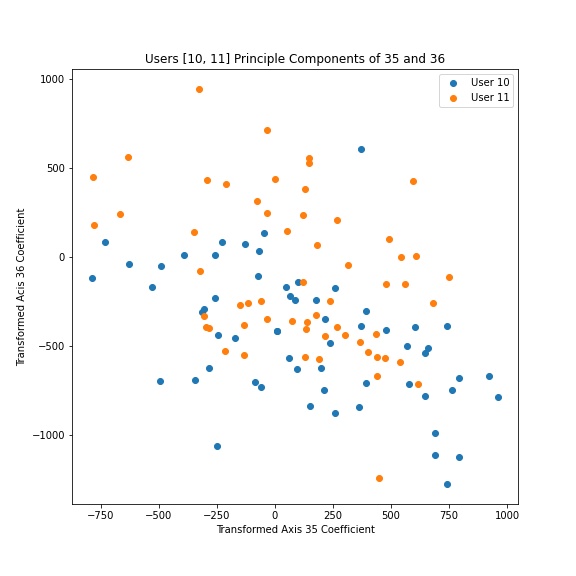 Users [10, 11] Principle Components of 35 and 36
User 10
User 11
Transformed Acis 36 Coefficient
1000
500
0
−500
−1000
−750
−500
−250
0
250
500
750
1000
Transformed Axis 35 Coefficient